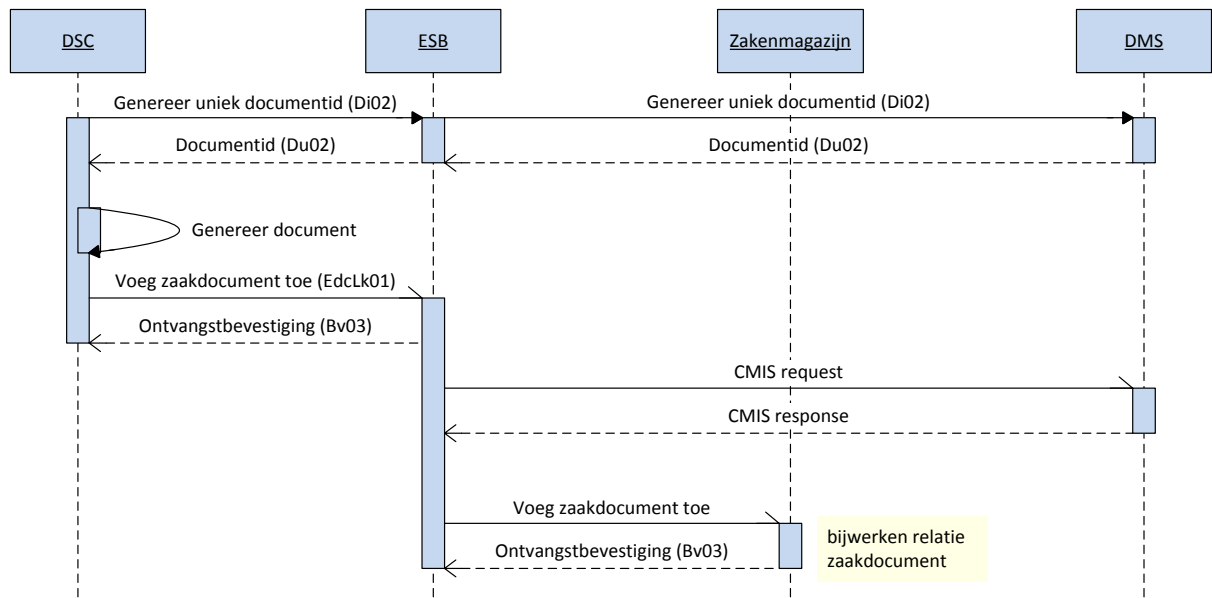 DSC
ESB
Zakenmagazijn
DMS
Genereer uniek documentid (Di02)
Genereer uniek documentid (Di02)
Documentid (Du02)
Documentid (Du02)
Genereer document
Voeg zaakdocument toe (EdcLk01)
Ontvangstbevestiging (Bv03)
CMIS request
CMIS response
Voeg zaakdocument toe
Ontvangstbevestiging (Bv03)
bijwerken relatie
zaakdocument